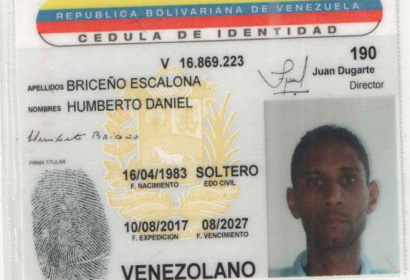 REPUBLICA BOLIVARIANA DE VENEZUELA
CEDULA DE IDENTIDAD
V 16.869.223
190
APELLIDOS BRICEÑO ESCALONA
Juan Dugarte
Director
NOMBRES HUMBERTO DANIEL
Humberto Briceño
FIRMA TITULAR
16/04/1983 SOLTERO
F. NACIMIENTO EDO CIVIL
10/08/2017 08/2027
F. EXPEDICION F. VENCIMIENTO
VENEZOLANO